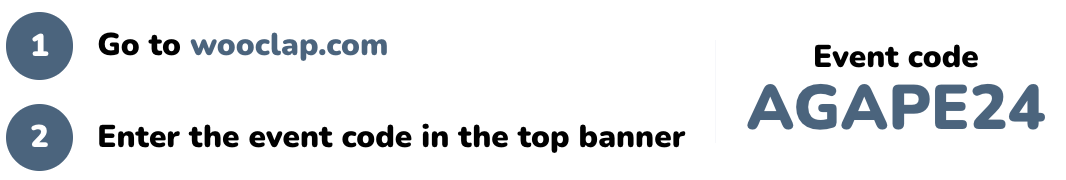 1 Go to wooclap.com
2 Enter the event code in the top banner
Event code
AGAPE24